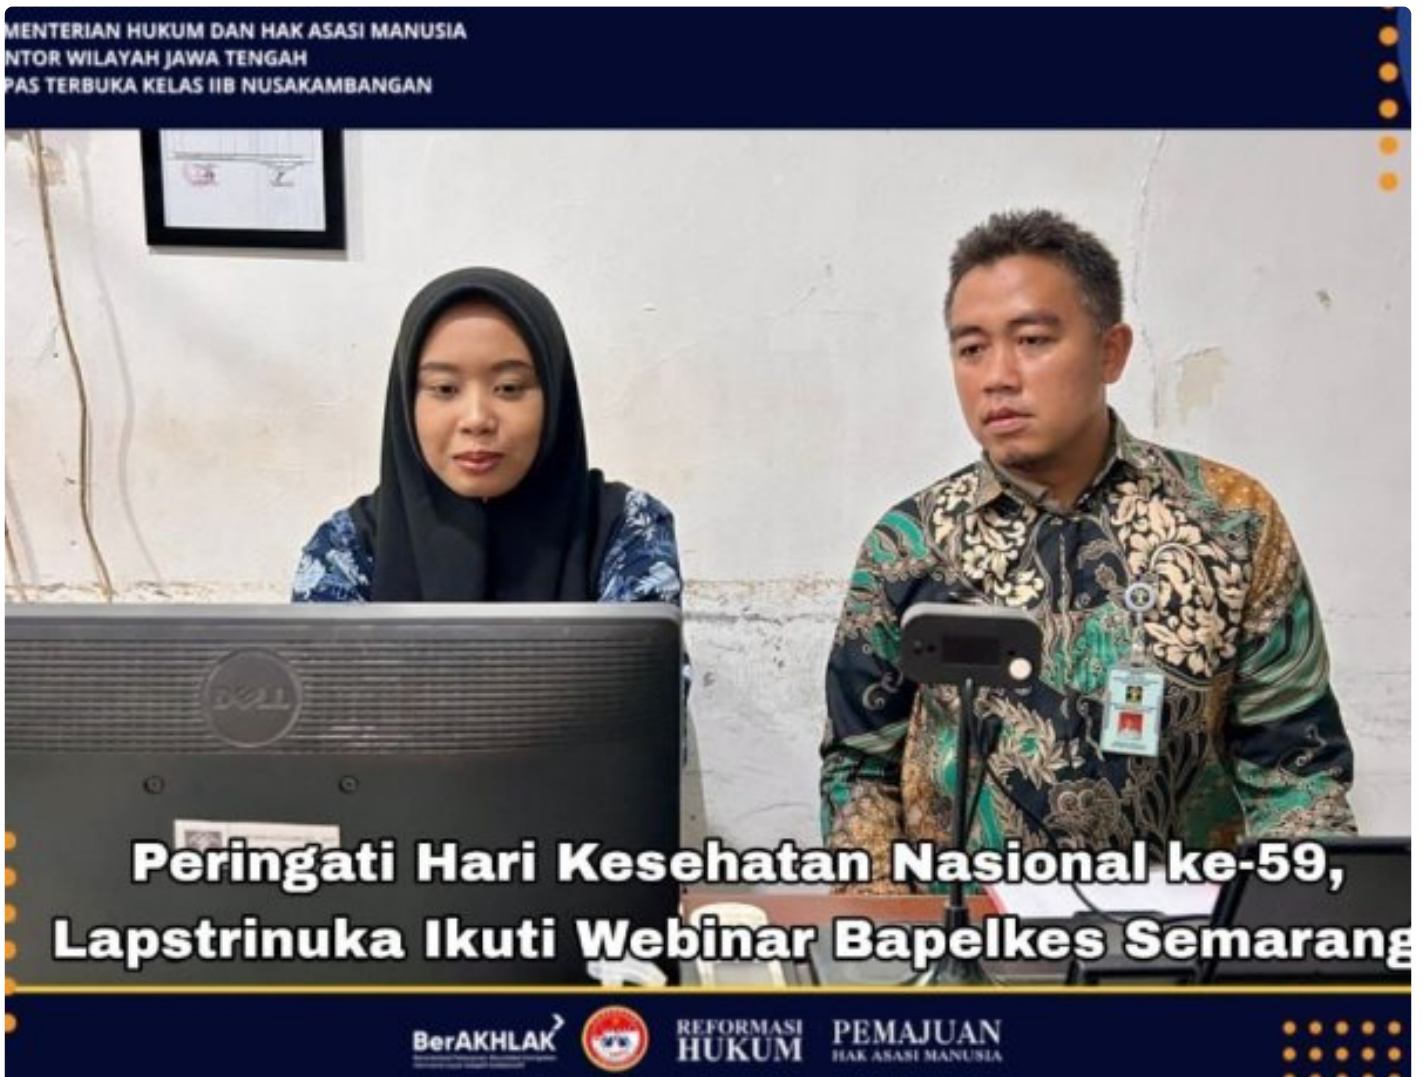 MENTERIAN HUKUM DAN HAK ASASI MANUSIA
NTOR WILAYAH JAWA TENGAH
PAS TERBUKA KELAS IIB NUSAKAMBANGAN
DELL
Peringati Hari Kesehatan Nasional ke-59,
Lapstrinuka Ikuti Webinar Bapelkes Semarang
BerAKHLAK
REFORMASI
HUKUM
PEMAJUAN
HAK ASASI MANUSIA